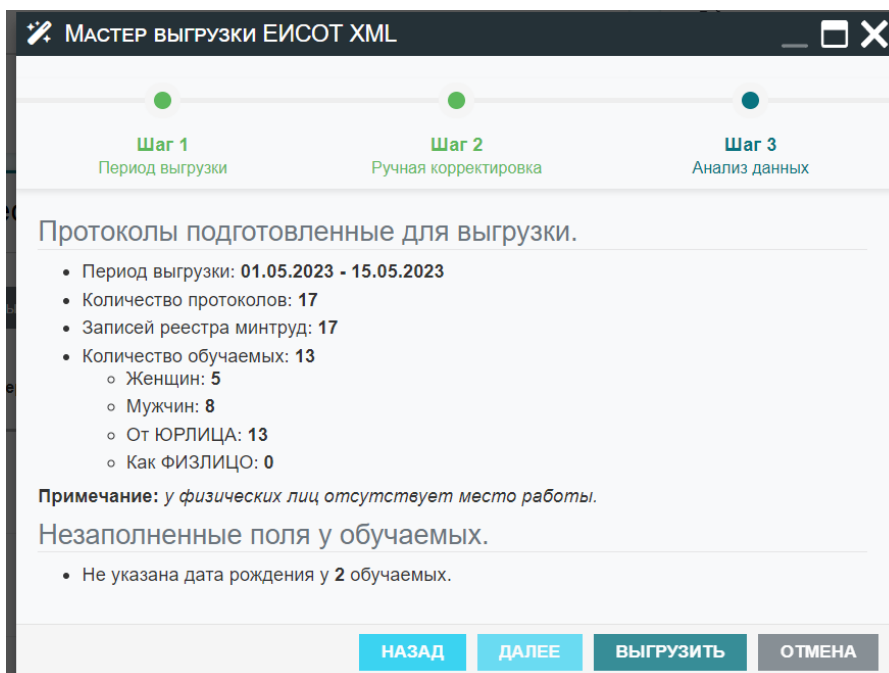 Мастер выгрузки ЕИСОТ XML
Шаг 1
Шаг 2
Шаг 3
Период выгрузки
Ручная корректировка
Анализ данных
Протоколы подготовленные для выгрузки.
Период выгрузки: 01.05.2023 - 15.05.2023
Количество протоколов: 17
Записей реестра минтруд: 17
Количество обучаемых: 13
Женщин: 5
Мужчин: 8
От ЮРЛИЦА: 13
Как ФИЗЛИЦО: 0
Примечание: у физических лиц отсутствует место работы.
Незаполненные поля у обучаемых.
Не указана дата рождения у 2 обучаемых.
НАЗАД ДАЛЕЕ ВЫГРУЗИТЬ ОТМЕНА